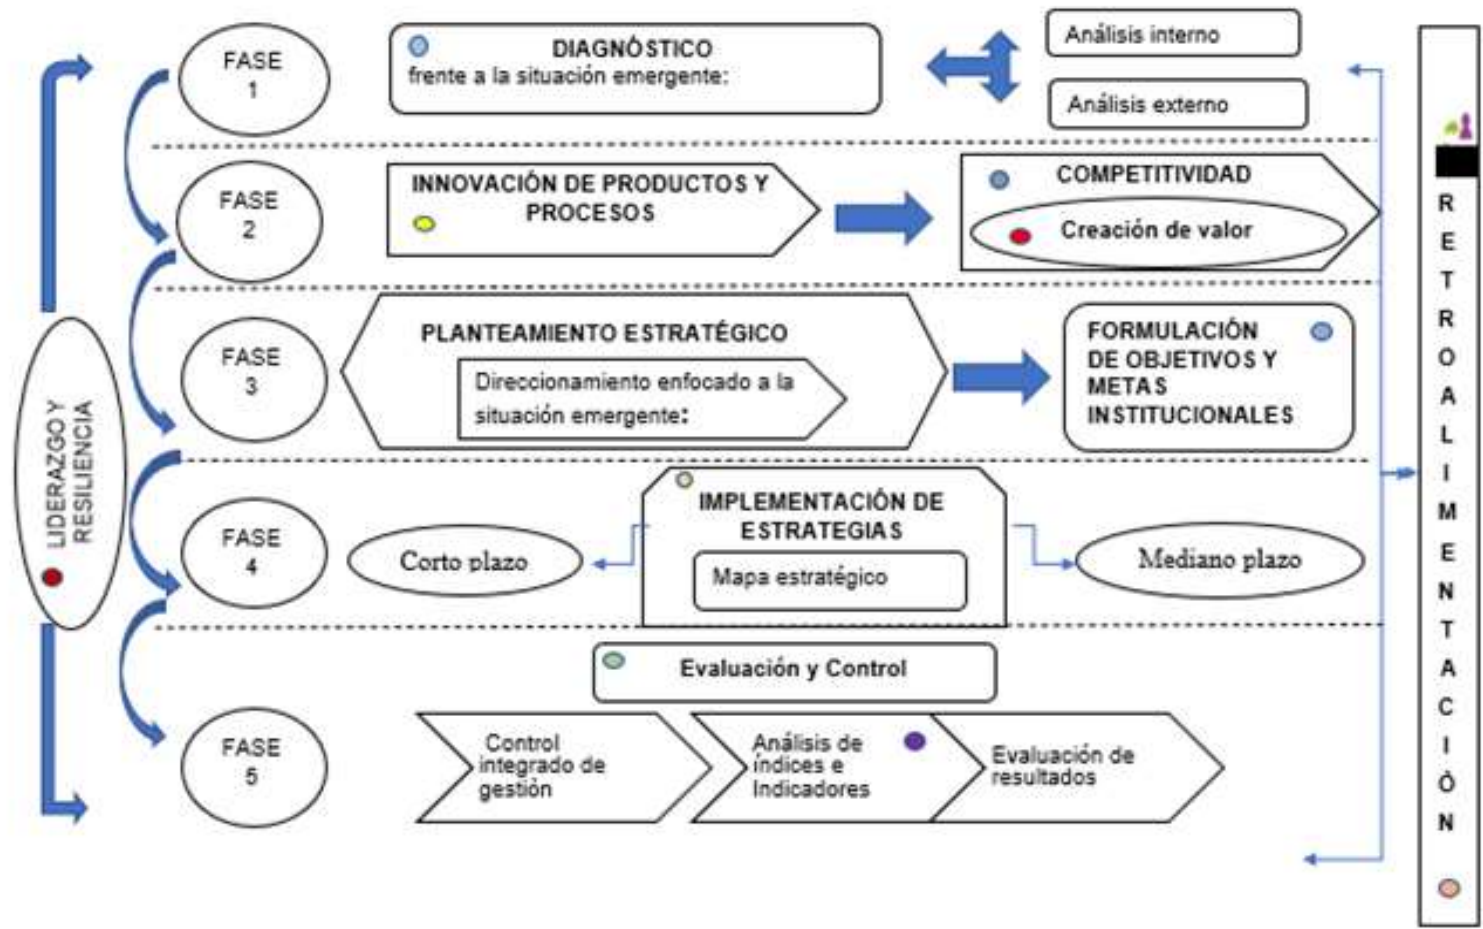 FASE
1
DIAGNÓSTICO
frente a la situación emergente:
Análisis interno
Análisis externo
FASE
2
INNOVACIÓN DE PRODUCTOS Y
PROCESOS
COMPETITIVIDAD
Creación de valor
FASE
3
PLANTEAMIENTO ESTRATÉGICO
Direccionamiento enfocado a la
situación emergente:
FORMULACIÓN
DE OBJETIVOS Y
METAS
INSTITUCIONALES
LIDERAZGO Y
RESILIENCIA
FASE
4
Corto plazo
IMPLEMENTACIÓN DE
ESTRATEGIAS
Mapa estratégico
Mediano plazo
Evaluación y Control
FASE
5
Control
integrado de
gestión
Análisis de
índices e
Indicadores
Evaluación de
resultados
RETROALIMENTACIÓN